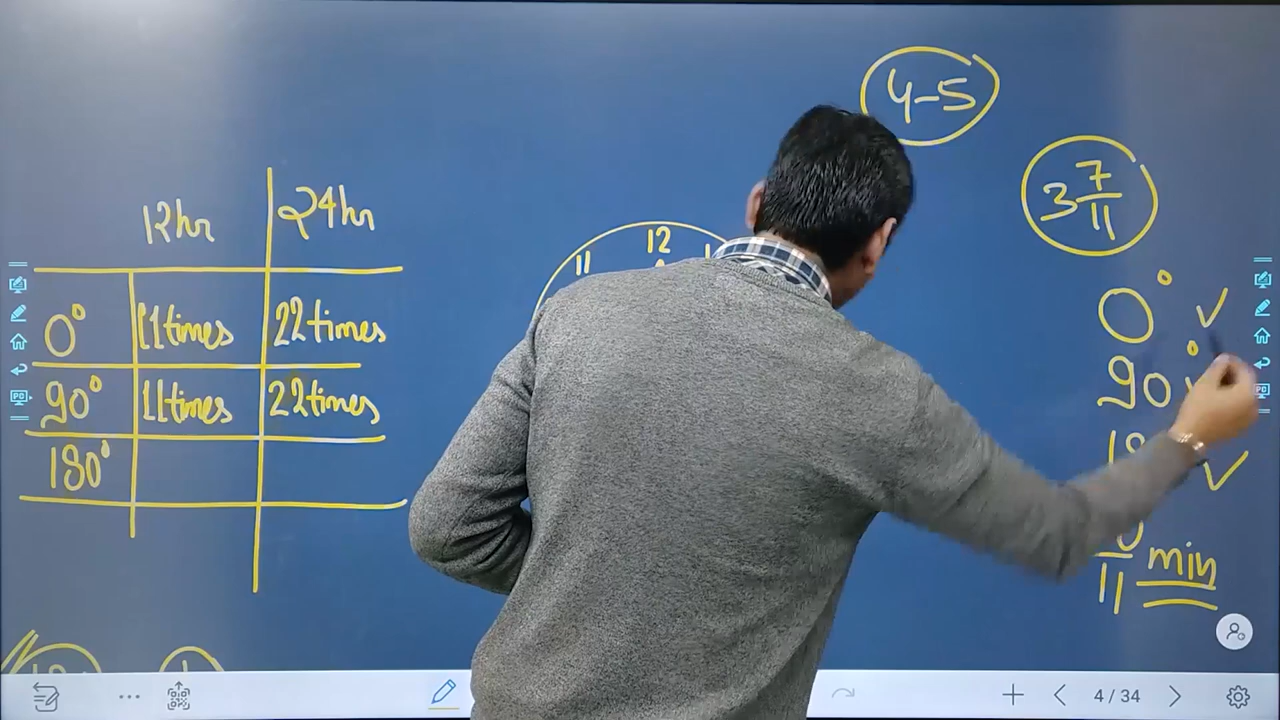 4-5
3 7/11
12hr 24hr
0° 11times 22times
90° 11times 22times
180°
12
11
0° ✓
90°
✓
11 min
4 / 34